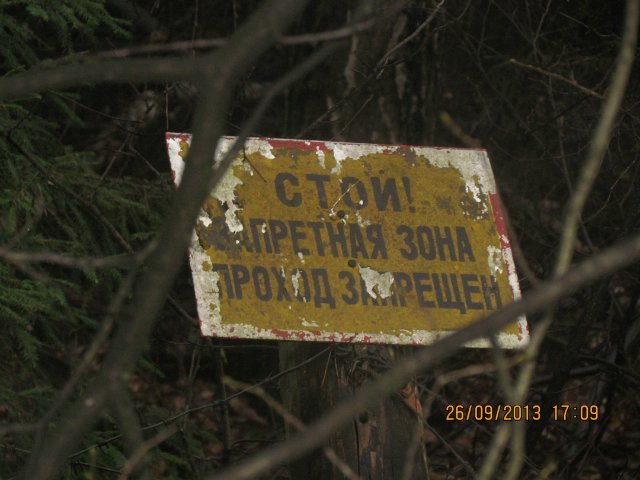 СТОЙ!
ЗАПРЕТНАЯ ЗОНА
ПРОХОД ЗАПРЕЩЕН
26/09/2013 17:09